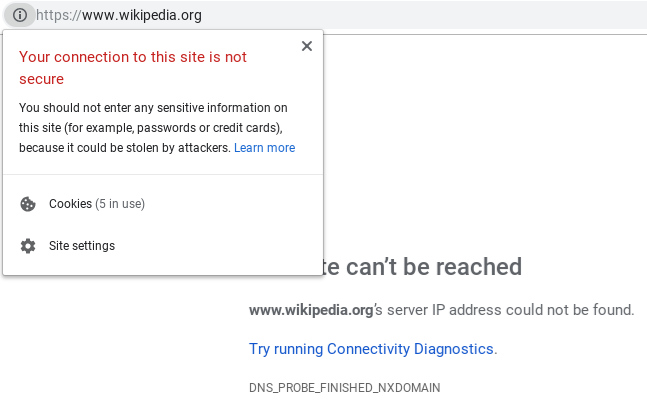 https://www.wikipedia.org
Your connection to this site is not
secure
You should not enter any sensitive information on
this site (for example, passwords or credit cards),
because it could be stolen by attackers. Learn more
Cookies (5 in use)
Site settings
can’t be reached
www.wikipedia.org’s server IP address could not be found.
Try running Connectivity Diagnostics.
DNS_PROBE_FINISHED_NXDOMAIN